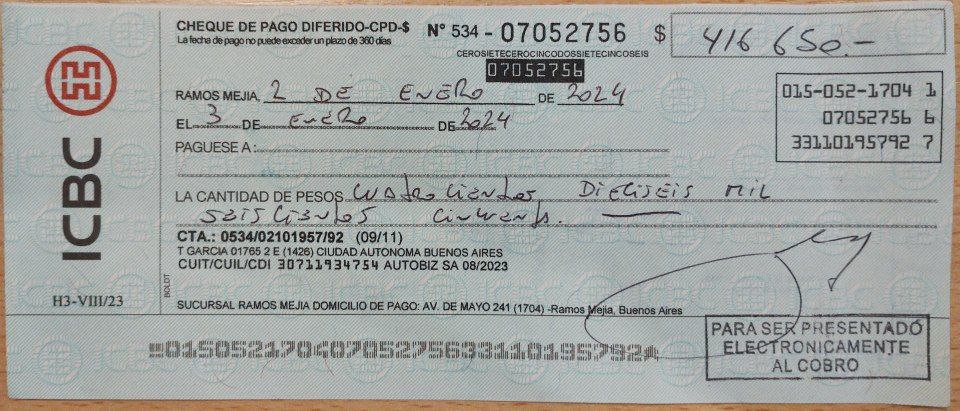 CHEQUE DE PAGO DIFERIDO-CPD-$ Nº 534 - 07052756 $ 416 650.-
La fecha de pago no puede exceder un plazo de 360 días
CEROSIETECEROCINCODOSSIETECINCOSEIS
07052756
015-052-1704 1
07052756 6
33110195792 7
RAMOS MEJIA, 2 DE ENERO DE 2024
EL 3 DE ENERO DE 2024
PAGUESE A :
LA CANTIDAD DE PESOS CUATROCIENTOS DIECISEIS MIL
SEISCIENTOS CINCUENTA.
CTA.: 0534/02101957/92 (09/11)
T GARCIA 01765 2 E (1426) CIUDAD AUTONOMA BUENOS AIRES
CUIT/CUIL/CDI 30711934754 AUTOBIZ SA 08/2023
ICBC
H3-VIII/23
BOLDT
SUCURSAL RAMOS MEJIA DOMICILIO DE PAGO: AV. DE MAYO 241 (1704) -Ramos Mejia, Buenos Aires
PARA SER PRESENTADO
ELECTRONICAMENTE
AL COBRO